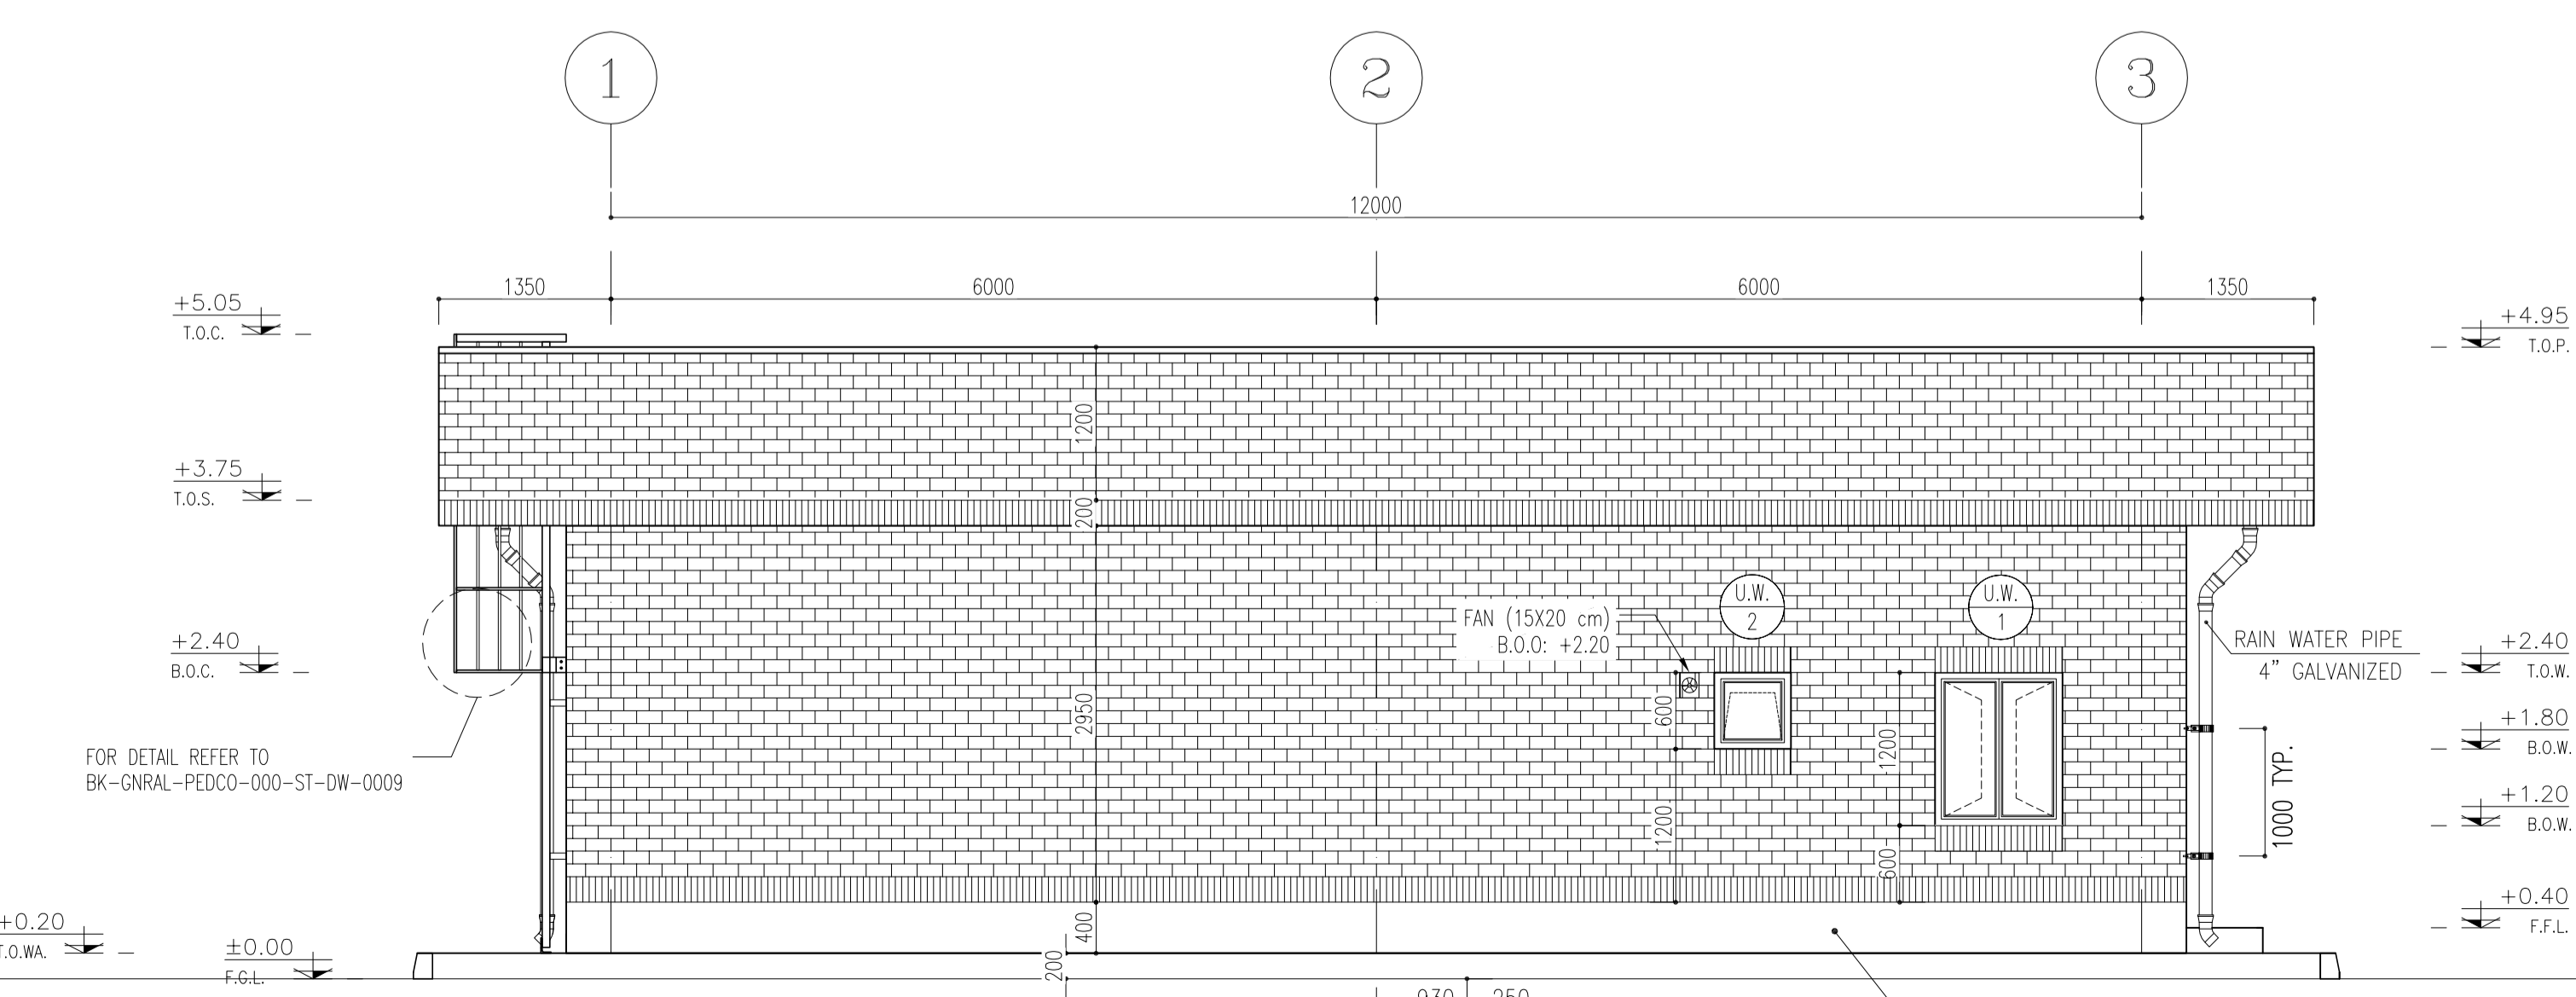 1
2
3
12000
1350
6000
6000
1350
+5.05
T.O.C.
+4.95
T.O.P.
1200
+3.75
T.O.S.
200
U.W.
2
U.W.
1
FAN (15X20 cm)
B.O.O: +2.20
+2.40
B.O.C.
RAIN WATER PIPE
4" GALVANIZED
+2.40
T.O.W.
2950
600
1200
+1.80
B.O.W.
FOR DETAIL REFER TO
BK-GNRAL-PEDCO-000-ST-DW-0009
1000 TYP.
1200
600
+1.20
B.O.W.
+0.40
F.F.L.
400
+0.20
T.O.WA.
±0.00
F.G.L.
200
930
250